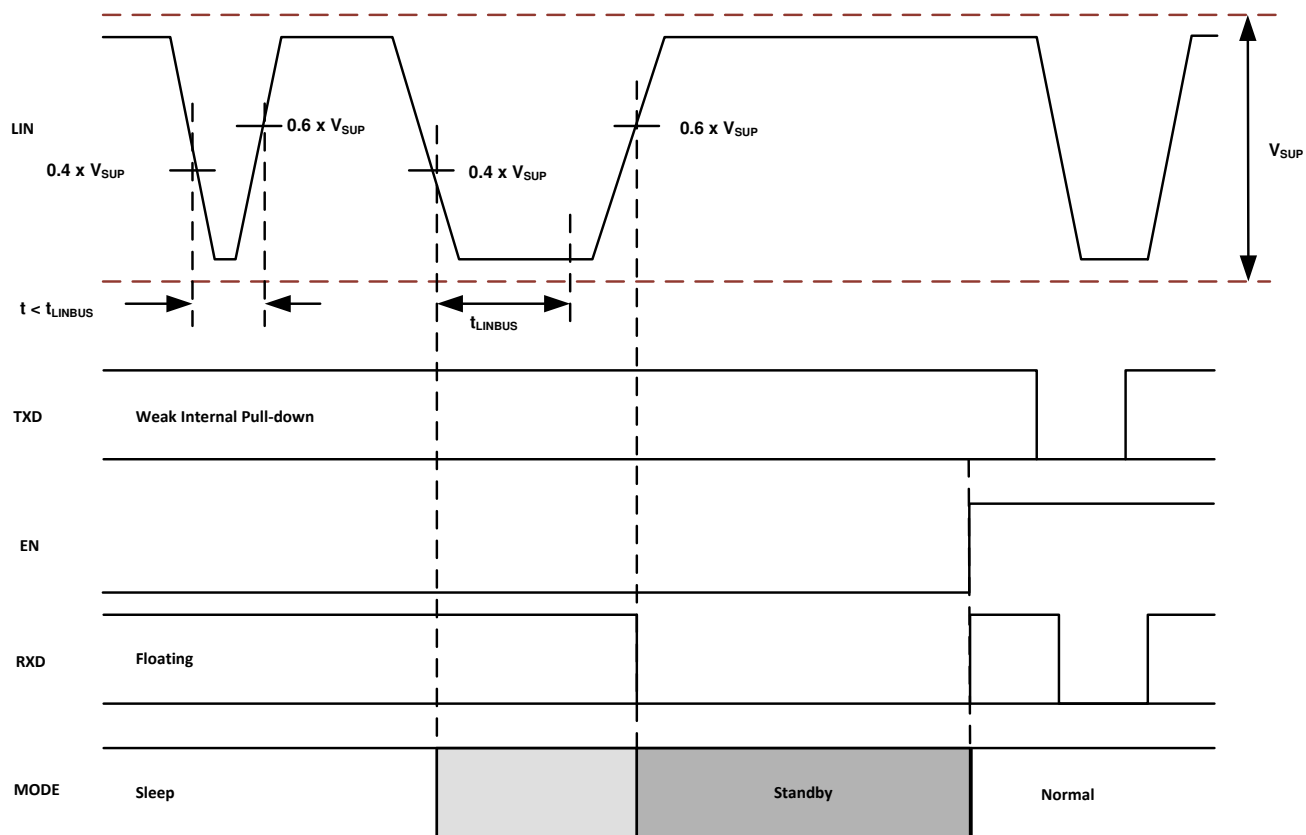 LIN
0.6 x VSUP
0.4 x VSUP
0.4 x VSUP
0.6 x VSUP
VSUP
t < tLINBUS
tLINBUS
TXD
Weak Internal Pull-down
EN
RXD
Floating
MODE
Sleep
Standby
Normal